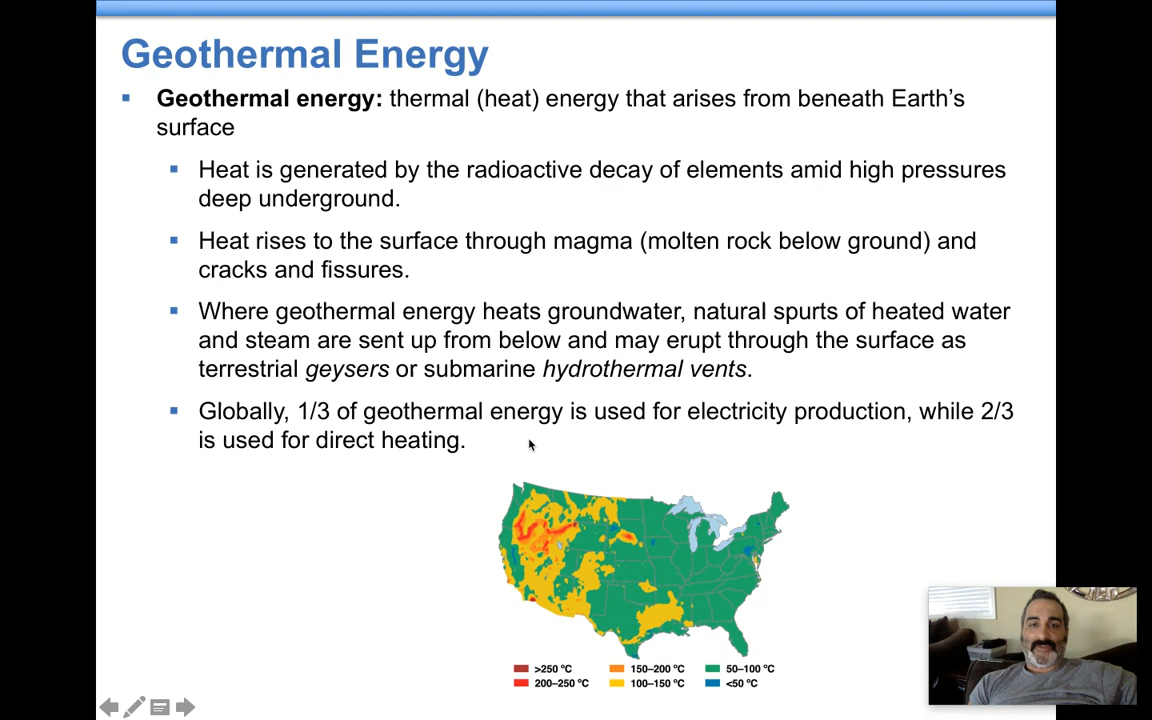 Geothermal Energy
Geothermal energy: thermal (heat) energy that arises from beneath Earth’s
surface
Heat is generated by the radioactive decay of elements amid high pressures
deep underground.
Heat rises to the surface through magma (molten rock below ground) and
cracks and fissures.
Where geothermal energy heats groundwater, natural spurts of heated water
and steam are sent up from below and may erupt through the surface as
terrestrial geysers or submarine hydrothermal vents.
Globally, 1/3 of geothermal energy is used for electricity production, while 2/3
is used for direct heating.
>250 °C 150–200 °C 50–100 °C
200–250 °C 100–150 °C <50 °C